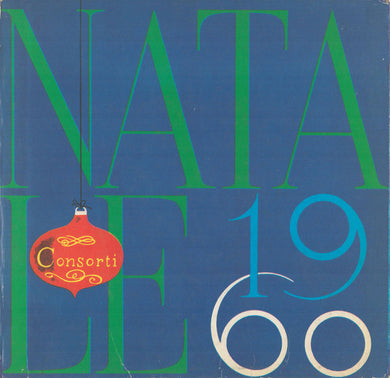 NATA
LE
Consorti
19
60